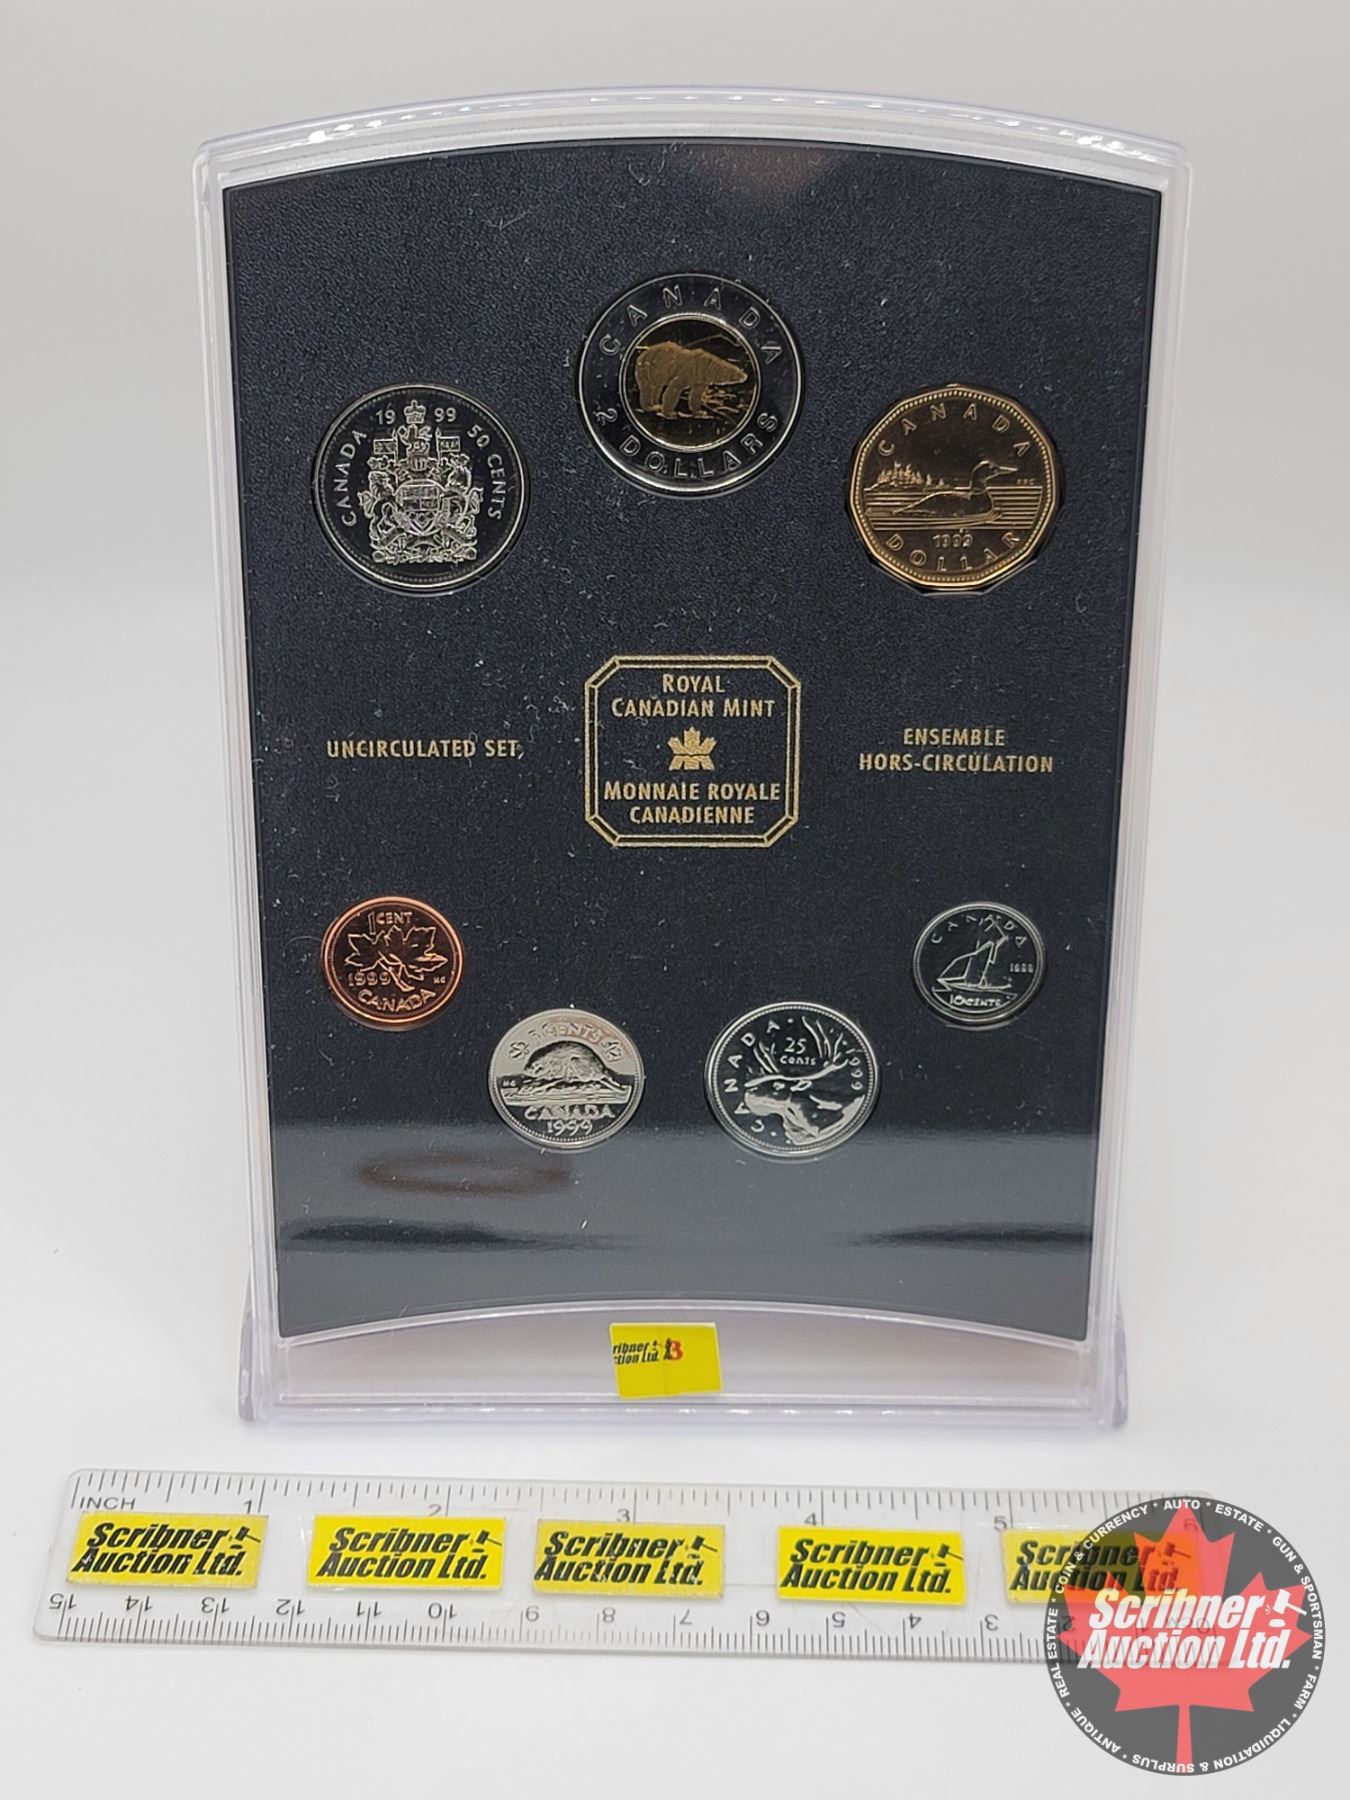 CANADA
2 DOLLARS
CANADA 1999 50 CENTS
CANADA
1999
DOLLAR
ROYAL
CANADIAN MINT
MONNAIE ROYALE
CANADIENNE
UNCIRCULATED SET
ENSEMBLE
HORS-CIRCULATION
1 CENT
1999
CANADA
5 CENTS
CANADA
1999
CANADA
25
CENTS
1999
CANADA
10 CENTS
INCH 1 2 3 4 5 6
Scribner
Auction Ltd.
Scribner
Auction Ltd.
Scribner
Auction Ltd.
Scribner
Auction Ltd.
Scribner
Auction Ltd.
15 14 13 12 11 10 9 8 7 6 5 4 3 2
COIN & CURRENCY * AUTO * ESTATE * GUN & SPORTSMAN * FARM * LIQUIDATION & SURPLUS * ANTIQUE * REAL ESTATE *
Scribner
Auction Ltd.